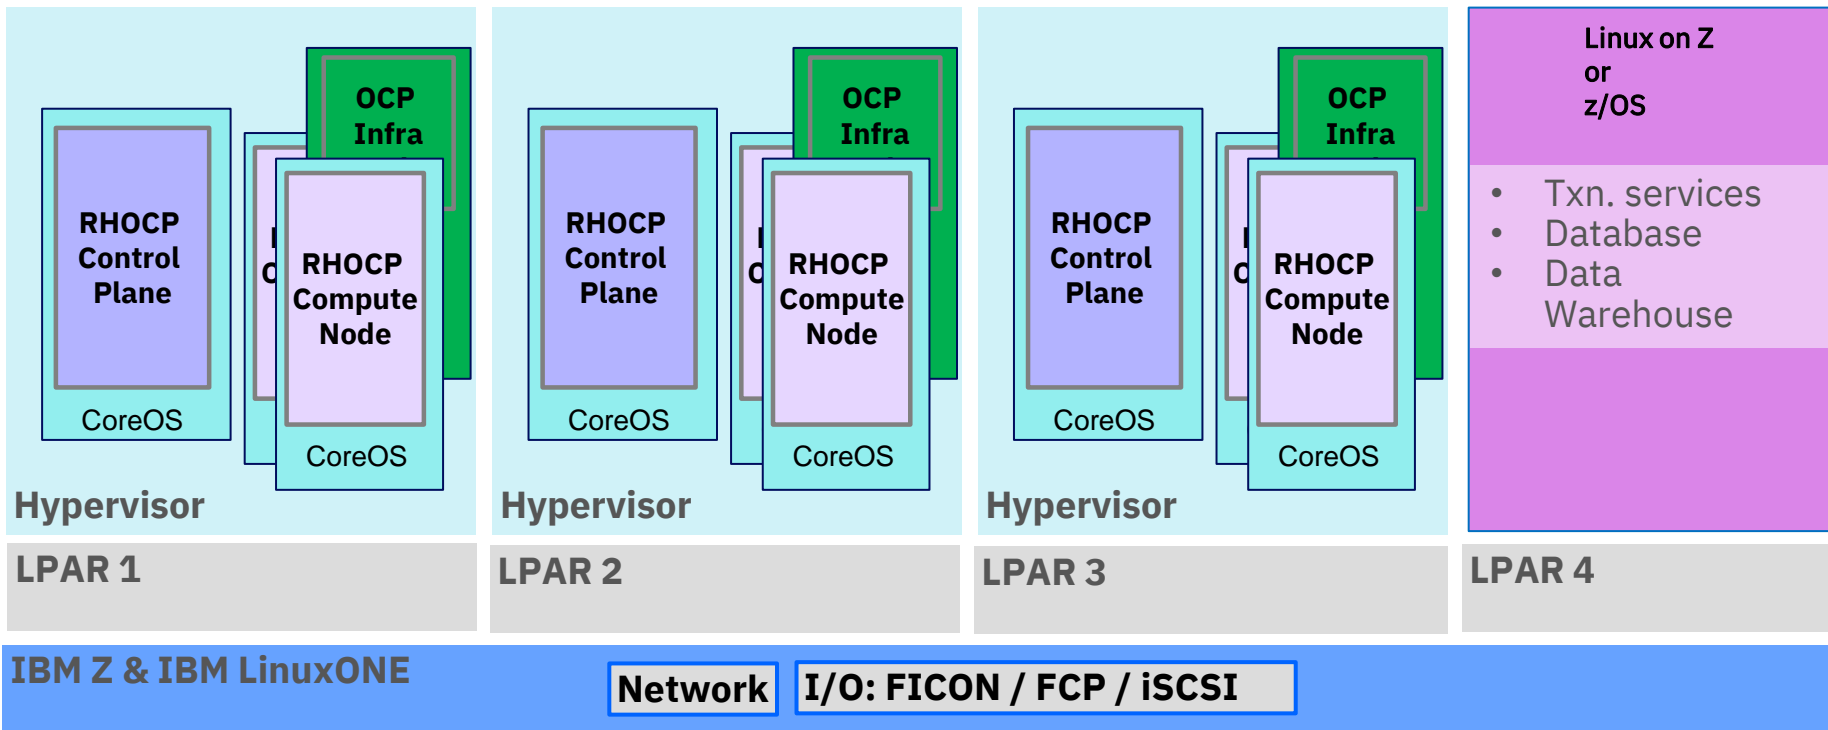 OCP
Infra
RHOCP
Control
Plane
CoreOS
RHOCP
Compute
Node
CoreOS
Hypervisor
LPAR 1
OCP
Infra
RHOCP
Control
Plane
CoreOS
RHOCP
Compute
Node
CoreOS
Hypervisor
LPAR 2
OCP
Infra
RHOCP
Control
Plane
CoreOS
RHOCP
Compute
Node
CoreOS
Hypervisor
LPAR 3
Linux on Z
or
z/OS
• Txn. services
• Database
• Data
Warehouse
LPAR 4
IBM Z & IBM LinuxONE
Network
I/O: FICON / FCP / iSCSI